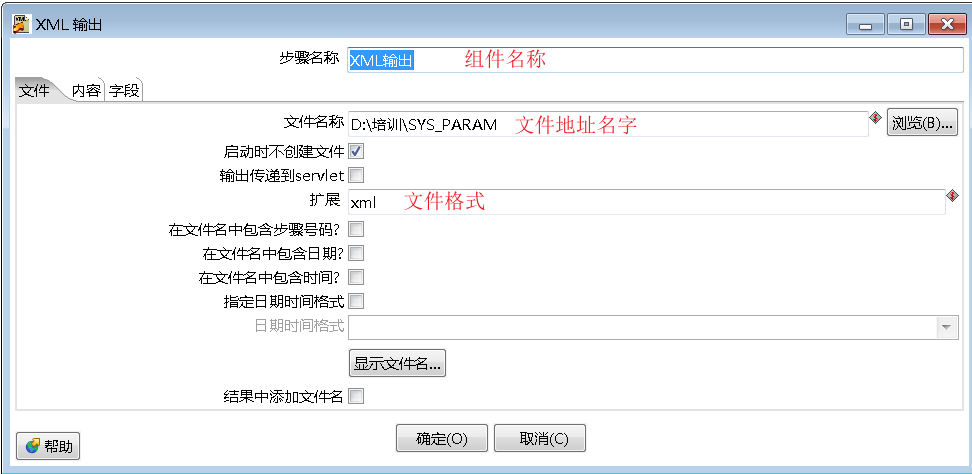 XML 输出
步骤名称 XML输出 组件名称
文件 内容 字段
文件名称 D:\培训\SYS_PARAM 文件地址名字 浏览(B)...
启动时不创建文件
输出传递到servlet
扩展 xml 文件格式
在文件名中包含步骤号码?
在文件名中包含日期?
在文件名中包含时间?
指定日期时间格式
日期时间格式
显示文件名...
结果中添加文件名
帮助 确定(O) 取消(C)